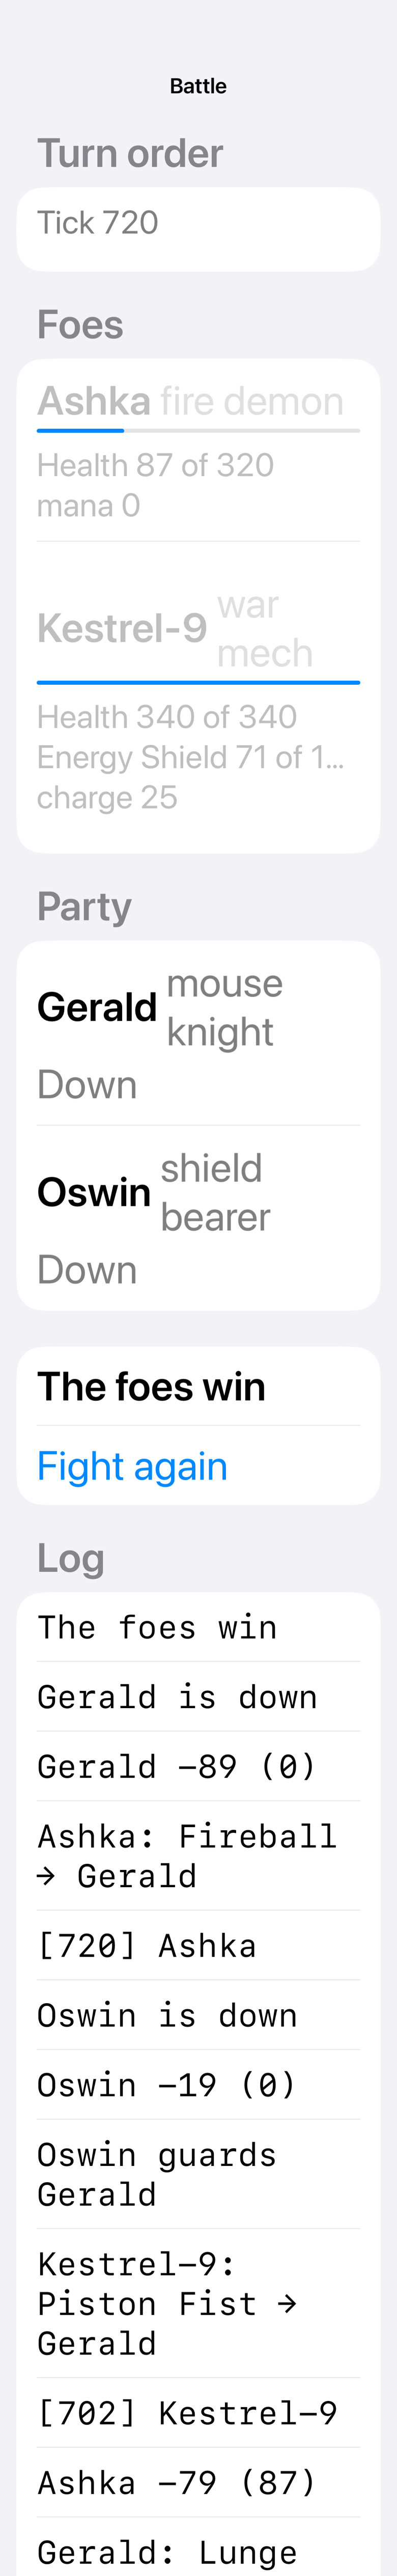 Battle
Turn order
Tick 720
Foes
Ashka fire demon
Health 87 of 320
mana 0
Kestrel-9 war
mech
Health 340 of 340
Energy Shield 71 of 1...
charge 25
Party
Gerald mouse
knight
Down
Oswin shield
bearer
Down
The foes win
Fight again
Log
The foes win
Gerald is down
Gerald −89 (0)
Ashka: Fireball
→ Gerald
[720] Ashka
Oswin is down
Oswin −19 (0)
Oswin guards
Gerald
Kestrel-9:
Piston Fist →
Gerald
[702] Kestrel-9
Ashka −79 (87)
Gerald: Lunge